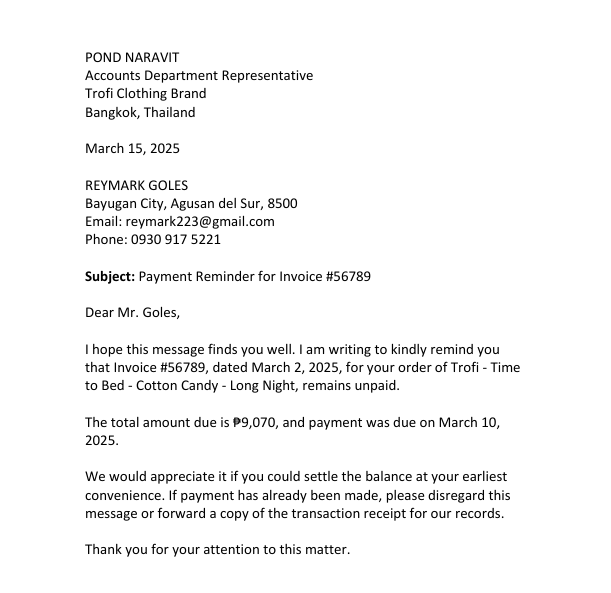 POND NARAVIT
Accounts Department Representative
Trofi Clothing Brand
Bangkok, Thailand
March 15, 2025
REYMARK GOLES
Bayugan City, Agusan del Sur, 8500
Email: reymark223@gmail.com
Phone: 0930 917 5221
Subject: Payment Reminder for Invoice #56789
Dear Mr. Goles,
I hope this message finds you well. I am writing to kindly remind you
that Invoice #56789, dated March 2, 2025, for your order of Trofi - Time
to Bed - Cotton Candy - Long Night, remains unpaid.
The total amount due is ₱9,070, and payment was due on March 10,
2025.
We would appreciate it if you could settle the balance at your earliest
convenience. If payment has already been made, please disregard this
message or forward a copy of the transaction receipt for our records.
Thank you for your attention to this matter.